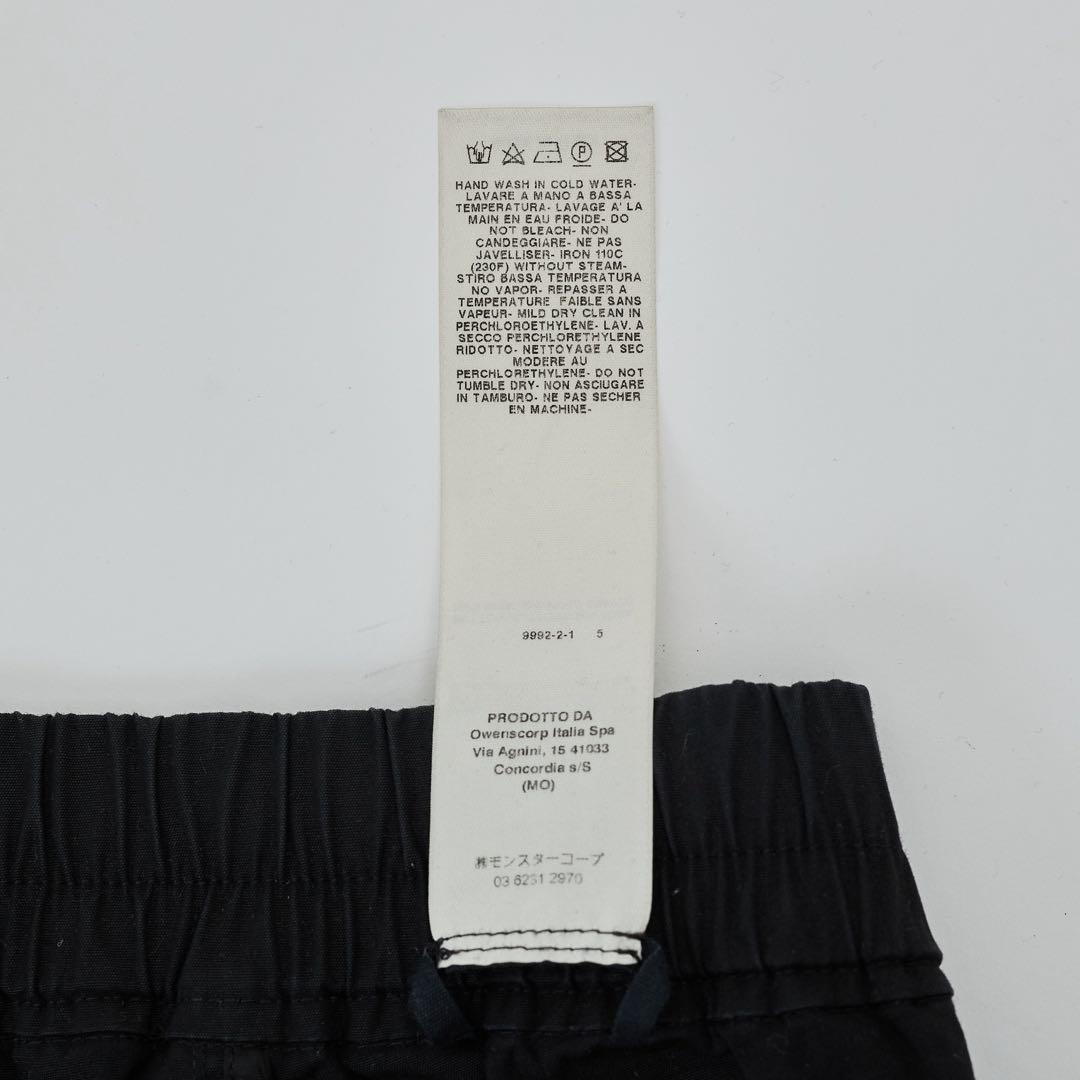 HAND WASH IN COLD WATER-
LAVARE A MANO A BASSA
TEMPERATURA- LAVAGE A' LA
MAIN EN EAU FROIDE- DO
NOT BLEACH- NON
CANDEGGIARE- NE PAS
JAVELLISER- IRON 110C
(230F) WITHOUT STEAM-
STIRO BASSA TEMPERATURA
NO VAPOR- REPASSER A
TEMPERATURE FAIBLE SANS
VAPEUR- MILD DRY CLEAN IN
PERCHLOROETHYLENE- LAV. A
SECCO PERCHLORETHYLENE
RIDOTTO- NETTOYAGE A SEC
MODERE AU
PERCHLORETHYLENE- DO NOT
TUMBLE DRY- NON ASCIUGARE
IN TAMBURO- NE PAS SECHER
EN MACHINE-
9992-2-1 5
PRODOTTO DA
Owenscorp Italia Spa
Via Agnini, 15 41033
Concordia s/S
(MO)
㈱モンスターコープ
03 6231 2976